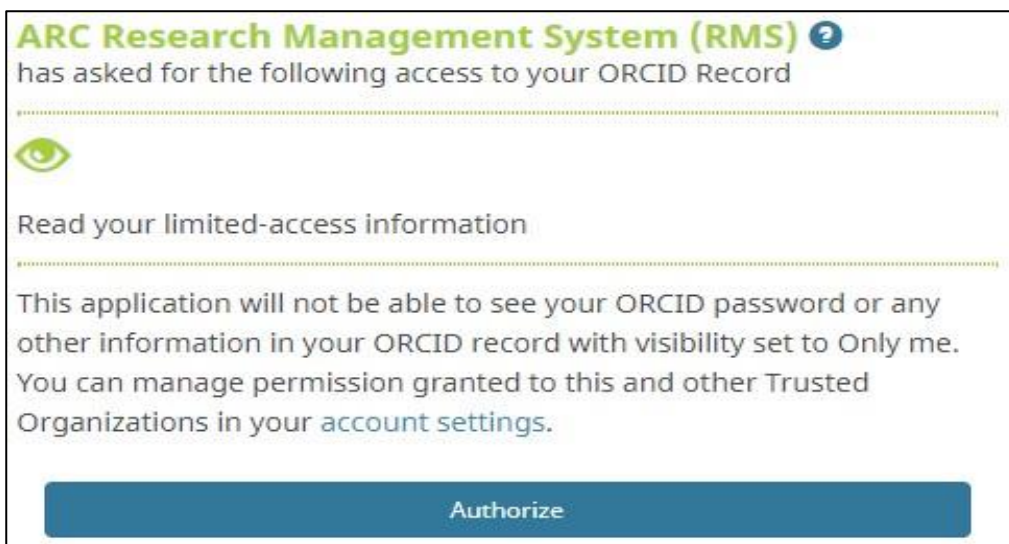 ARC Research Management System (RMS) ?
has asked for the following access to your ORCID Record
Read your limited-access information
This application will not be able to see your ORCID password or any
other information in your ORCID record with visibility set to Only me.
You can manage permission granted to this and other Trusted
Organizations in your account settings.
Authorize